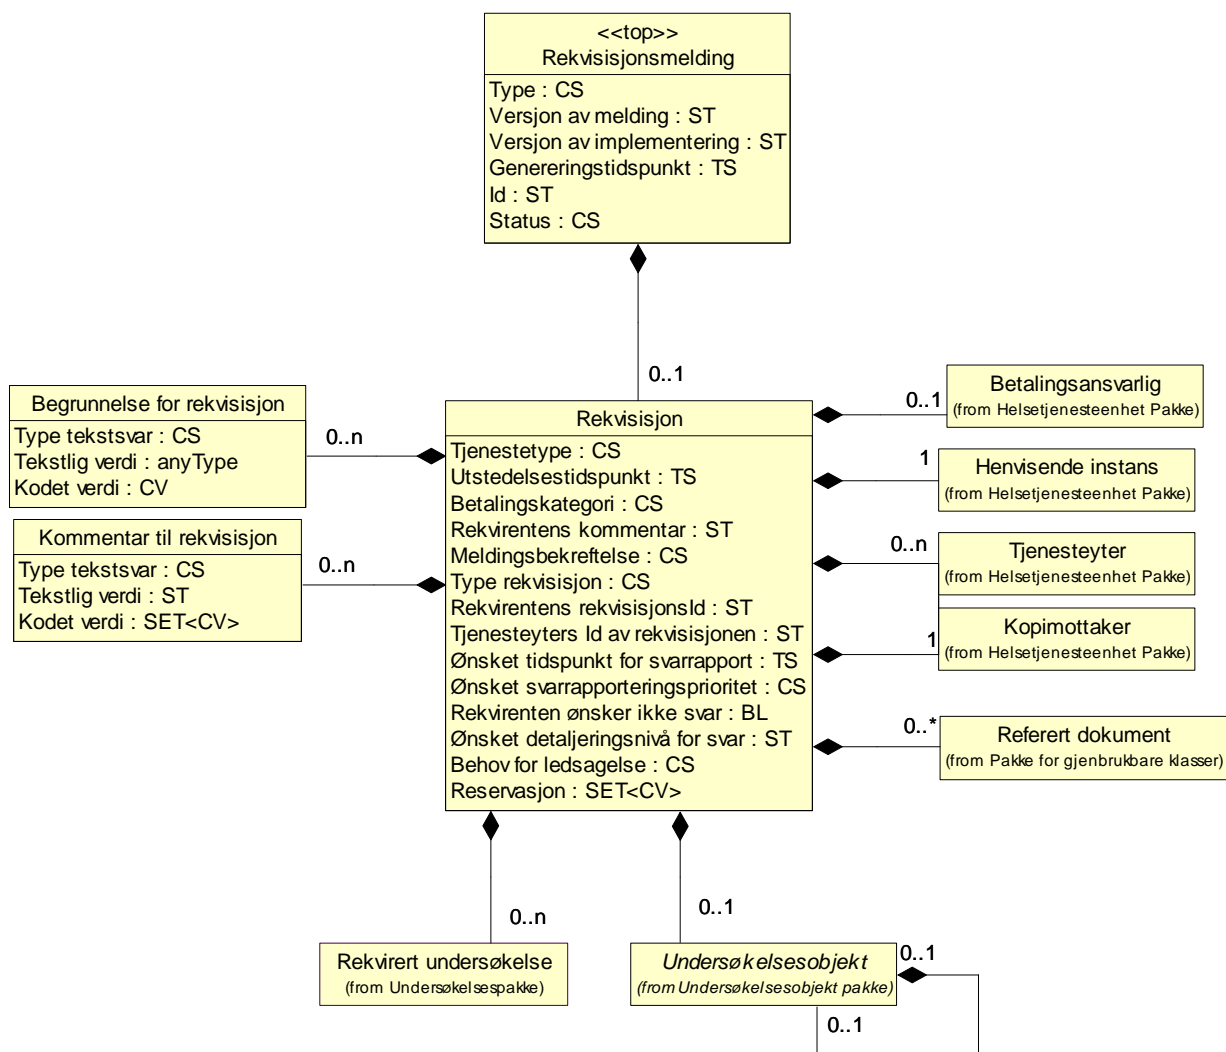 <<top>>
Rekvisisjonsmelding
Type : CS
Versjon av melding : ST
Versjon av implementering : ST
Genereringstidspunkt : TS
Id : ST
Status : CS
0..1
Begrunnelse for rekvisisjon
Type tekstsvar : CS
Tekstlig verdi : anyType
Kodet verdi : CV
0..n
Kommentar til rekvisisjon
Type tekstsvar : CS
Tekstlig verdi : ST
Kodet verdi : SET<CV>
0..n
Rekvisisjon
Tjenestetype : CS
Utstedelsestidspunkt : TS
Betalingskategori : CS
Rekvirentens kommentar : ST
Meldingsbekreftelse : CS
Type rekvisisjon : CS
Rekvirentens rekvisisjonsId : ST
Tjenesteyters Id av rekvisisjonen : ST
Ønsket tidspunkt for svarrapport : TS
Ønsket svarrapporteringsprioritet : CS
Rekvirenten ønsker ikke svar : BL
Ønsket detaljeringsnivå for svar : ST
Behov for ledsagelse : CS
Reservasjon : SET<CV>
0..1
Betalingsansvarlig
(from Helsetjenesteenhet Pakke)
1
Henvisende instans
(from Helsetjenesteenhet Pakke)
0..n
Tjenesteyter
(from Helsetjenesteenhet Pakke)
1
Kopimottaker
(from Helsetjenesteenhet Pakke)
0..*
Referert dokument
(from Pakke for gjenbrukbare klasser)
0..n
Rekvirert undersøkelse
(from Undersøkelsespakke)
0..1
Undersøkelsesobjekt
(from Undersøkelsesobjekt pakke)
0..1
0..1